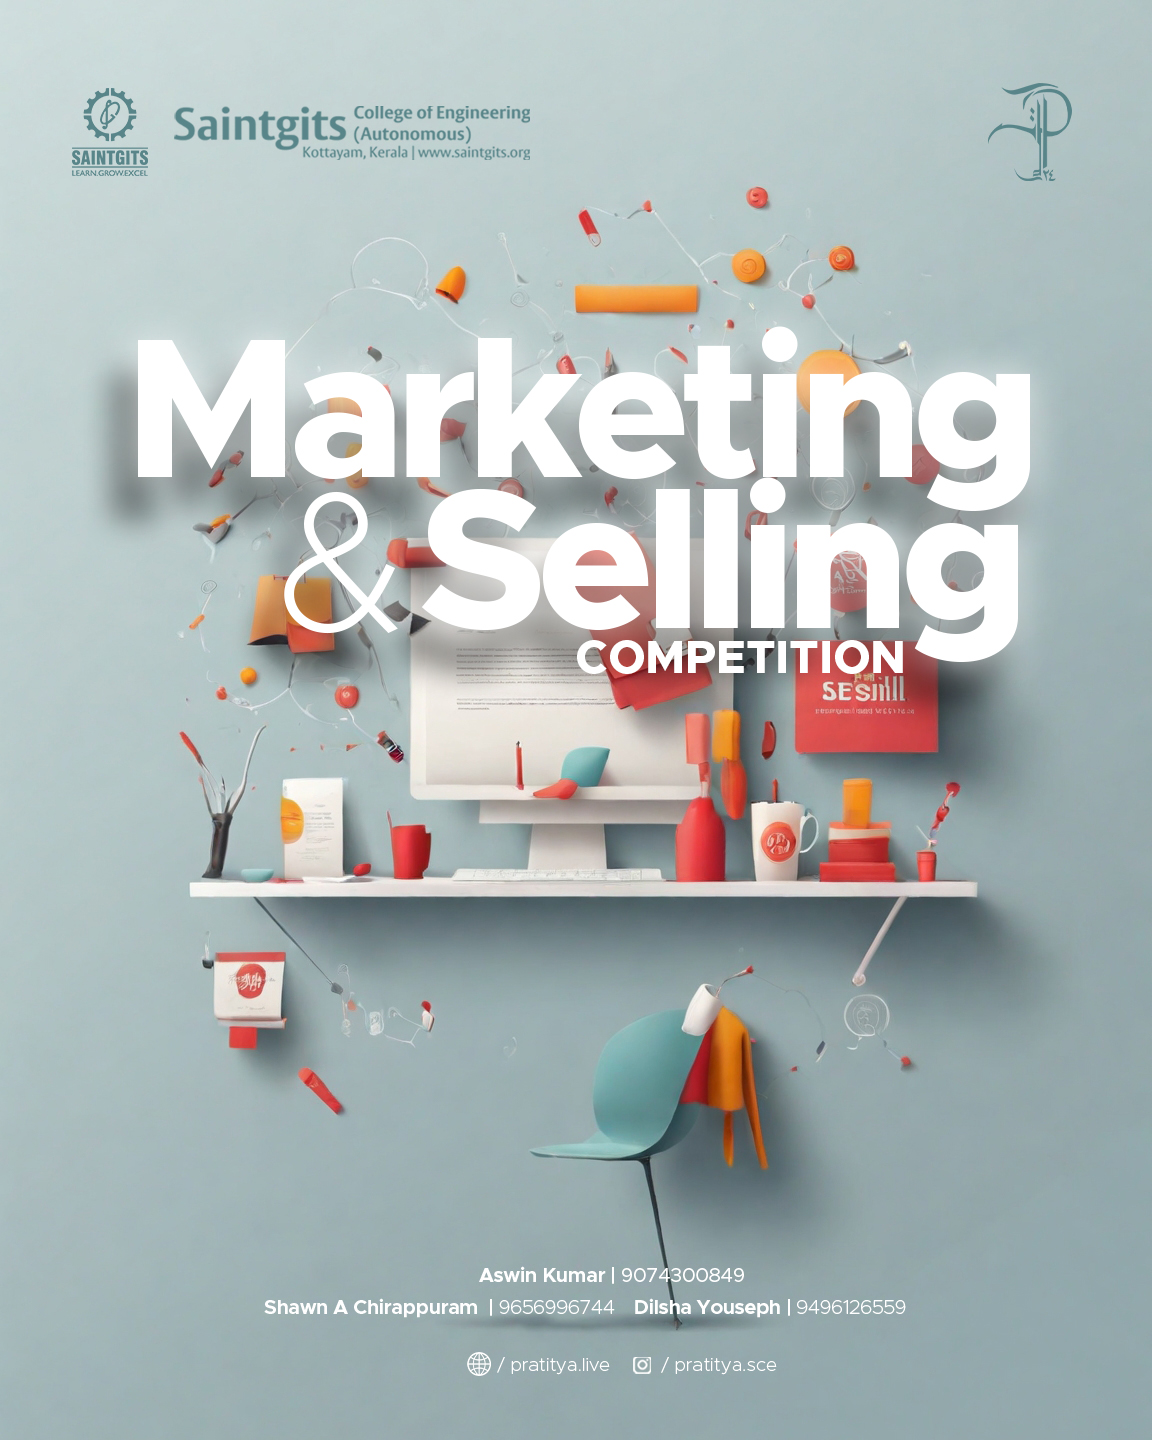 SAINTGITS
LEARN.GROW.EXCEL
Saintgits College of Engineering
(Autonomous)
Kottayam, Kerala | www.saintgits.org
Marketing
& Selling
COMPETITION
Aswin Kumar | 9074300849
Shawn A Chirappuram | 9656996744 Dilsha Youseph | 9496126559
/ pratitya.live / pratitya.sce